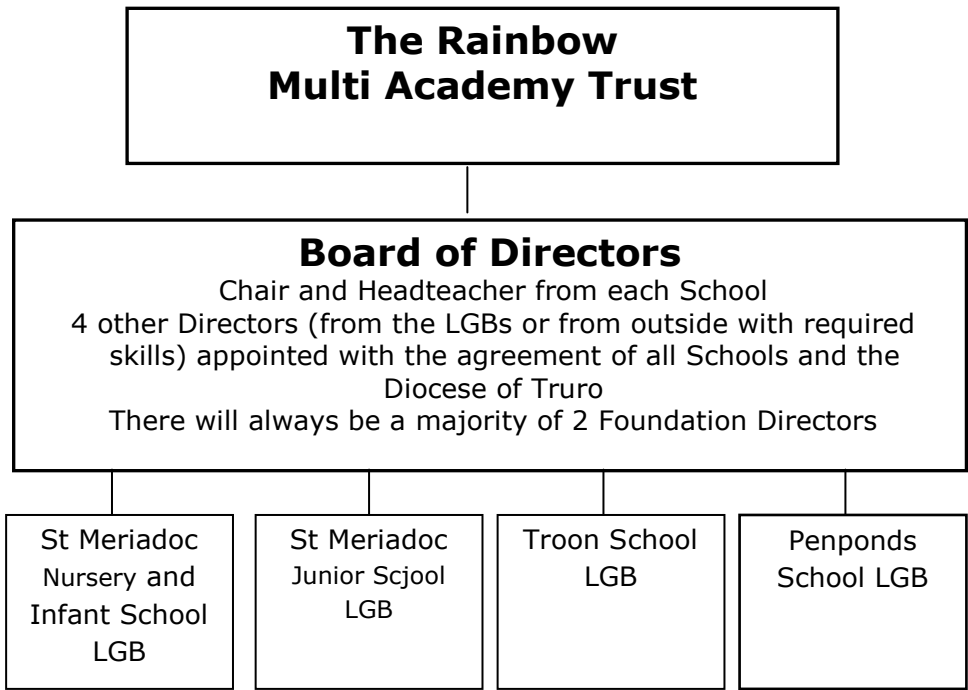 The Rainbow
Multi Academy Trust
Board of Directors
Chair and Headteacher from each School
4 other Directors (from the LGBs or from outside with required
skills) appointed with the agreement of all Schools and the
Diocese of Truro
There will always be a majority of 2 Foundation Directors
St Meriadoc
Nursery and
Infant School
LGB
St Meriadoc
Junior Scjool
LGB
Troon School
LGB
Penponds
School LGB